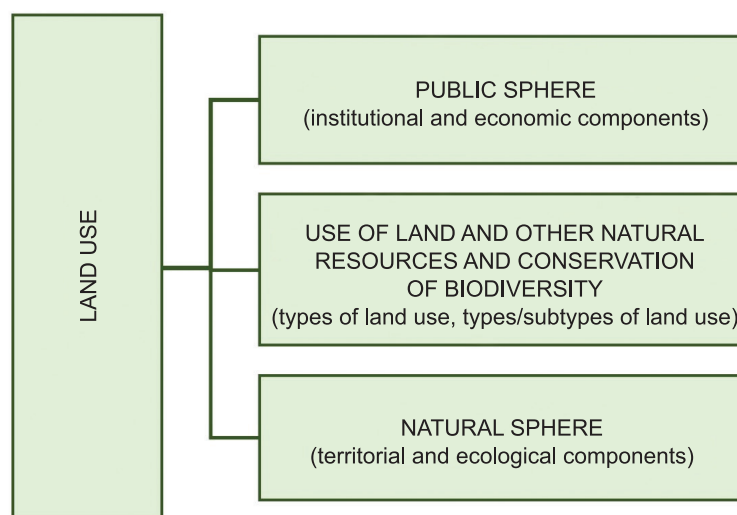 LAND USE
PUBLIC SPHERE
(institutional and economic components)
USE OF LAND AND OTHER NATURAL
RESOURCES AND CONSERVATION
OF BIODIVERSITY
(types of land use, types/subtypes of land use)
NATURAL SPHERE
(territorial and ecological components)